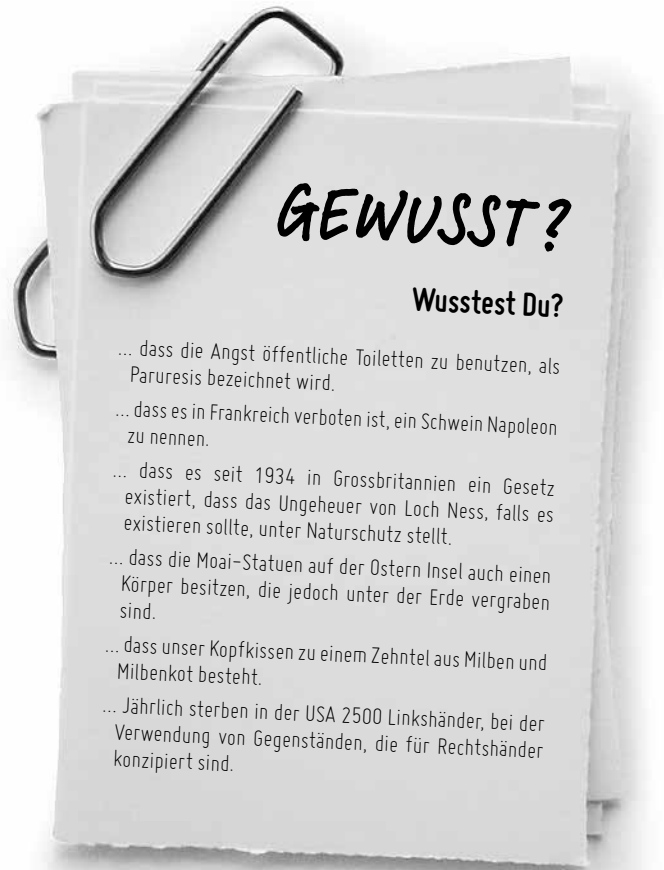 GEWUSST?
Wusstest Du?
... dass die Angst öffentliche Toiletten zu benutzen, als
Paruresis bezeichnet wird.
... dass es in Frankreich verboten ist, ein Schwein Napoleon
zu nennen.
... dass es seit 1934 in Grossbritannien ein Gesetz
existiert, dass das Ungeheuer von Loch Ness, falls es
existieren sollte, unter Naturschutz stellt.
... dass die Moai-Statuen auf der Ostern Insel auch einen
Körper besitzen, die jedoch unter der Erde vergraben
sind.
... dass unser Kopfkissen zu einem Zehntel aus Milben und
Milbenkot besteht.
... Jährlich sterben in der USA 2500 Linkshänder, bei der
Verwendung von Gegenständen, die für Rechtshänder
konzipiert sind.